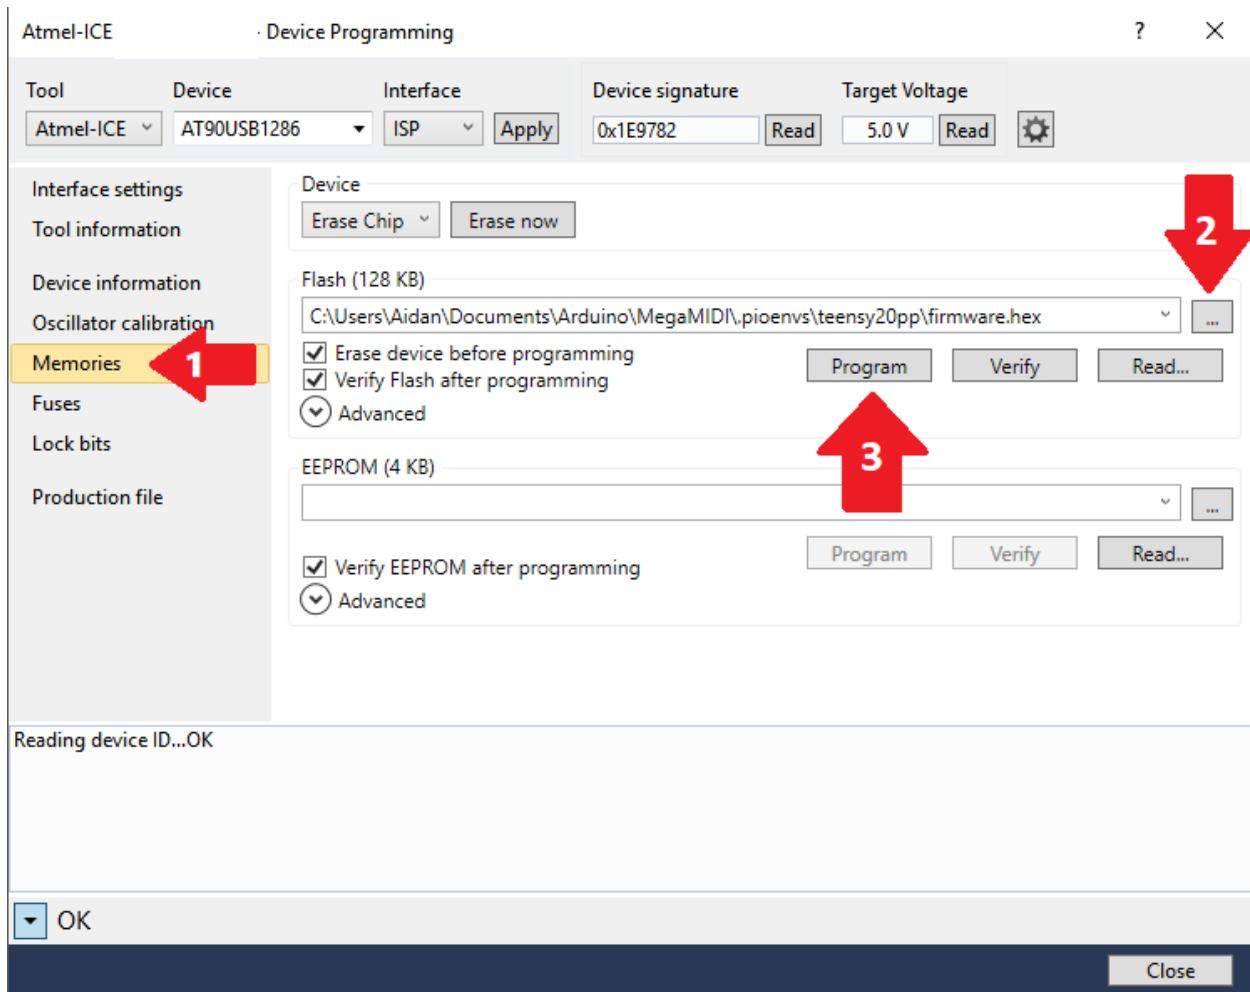 Atmel-ICE · Device Programming ?
Tool Device Interface Device signature Target Voltage
Atmel-ICE AT90USB1286 ISP Apply 0x1E9782 Read 5.0 V Read
Interface settings
Tool information
Device information
Oscillator calibration
Memories 1
Fuses
Lock bits
Production file
Device
Erase Chip Erase now
2
Flash (128 KB)
C:\Users\Aidan\Documents\Arduino\MegaMIDI\.pioenvs\teensy20pp\firmware.hex ...
Erase device before programming
Verify Flash after programming
Program Verify Read...
Advanced
3
EEPROM (4 KB)
...
Program Verify Read...
Verify EEPROM after programming
Advanced
Reading device ID...OK
OK
Close